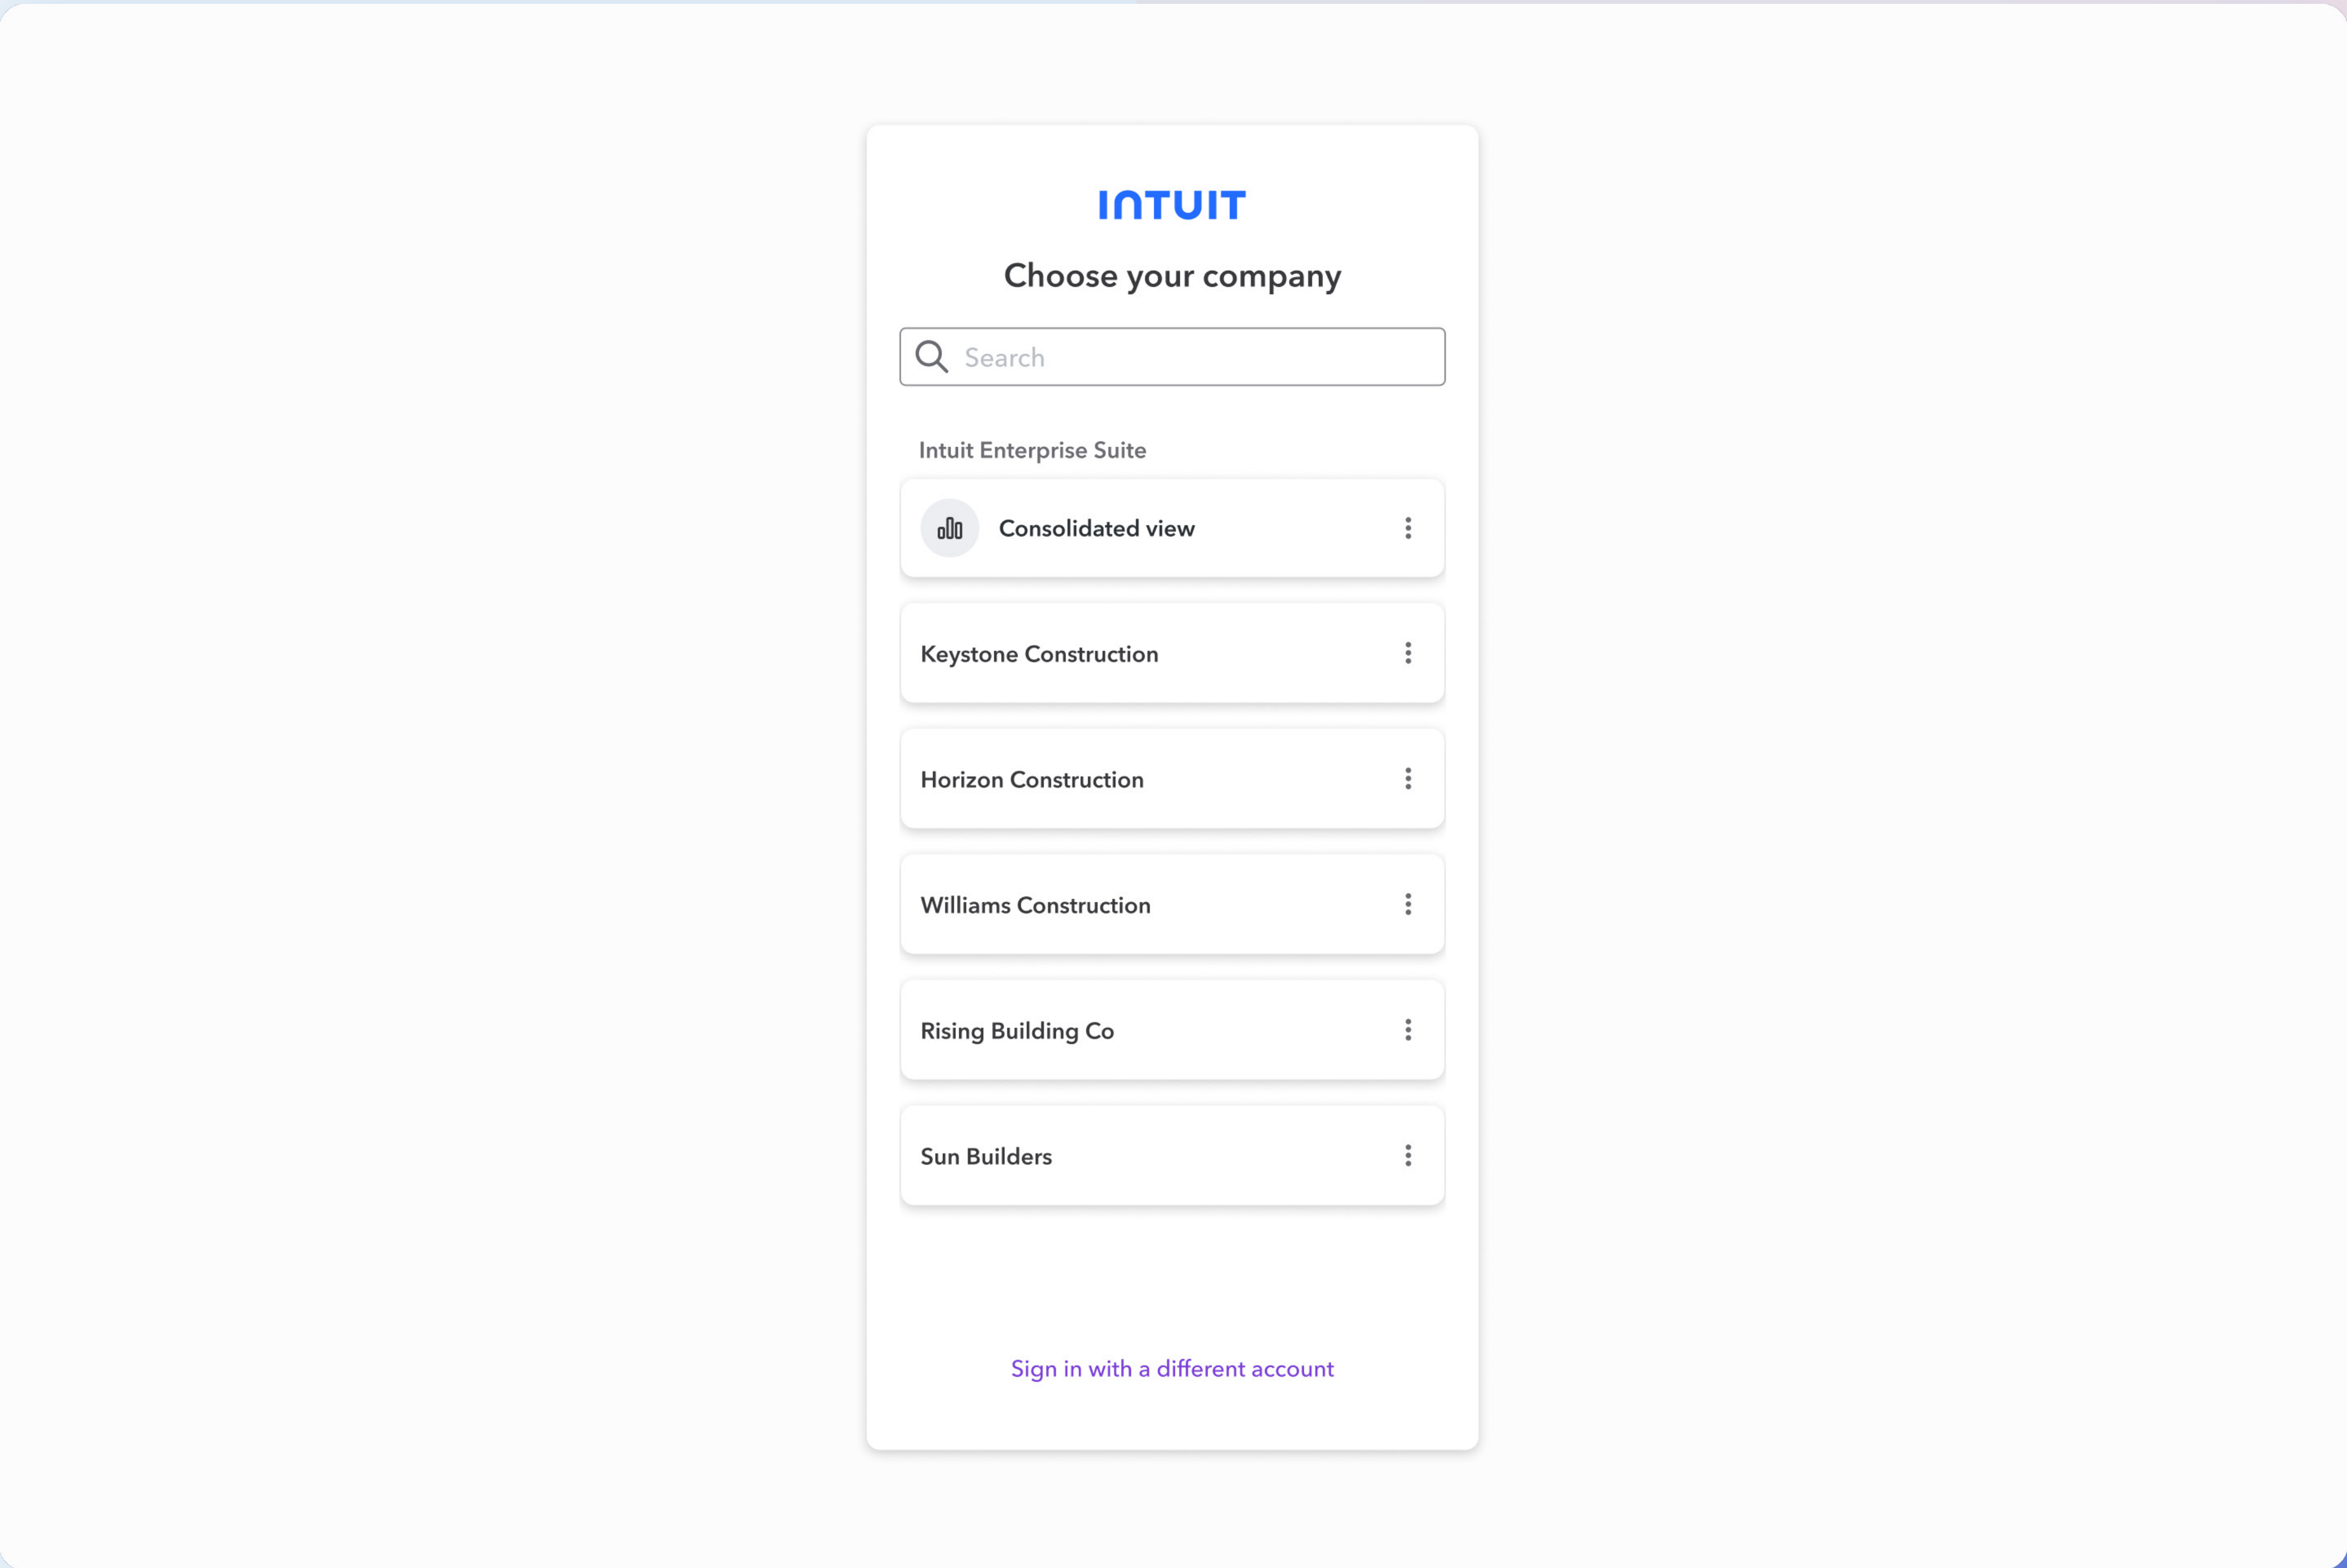 INTUIT
Choose your company
Search
Intuit Enterprise Suite
Consolidated view
Keystone Construction
Horizon Construction
Williams Construction
Rising Building Co
Sun Builders
Sign in with a different account